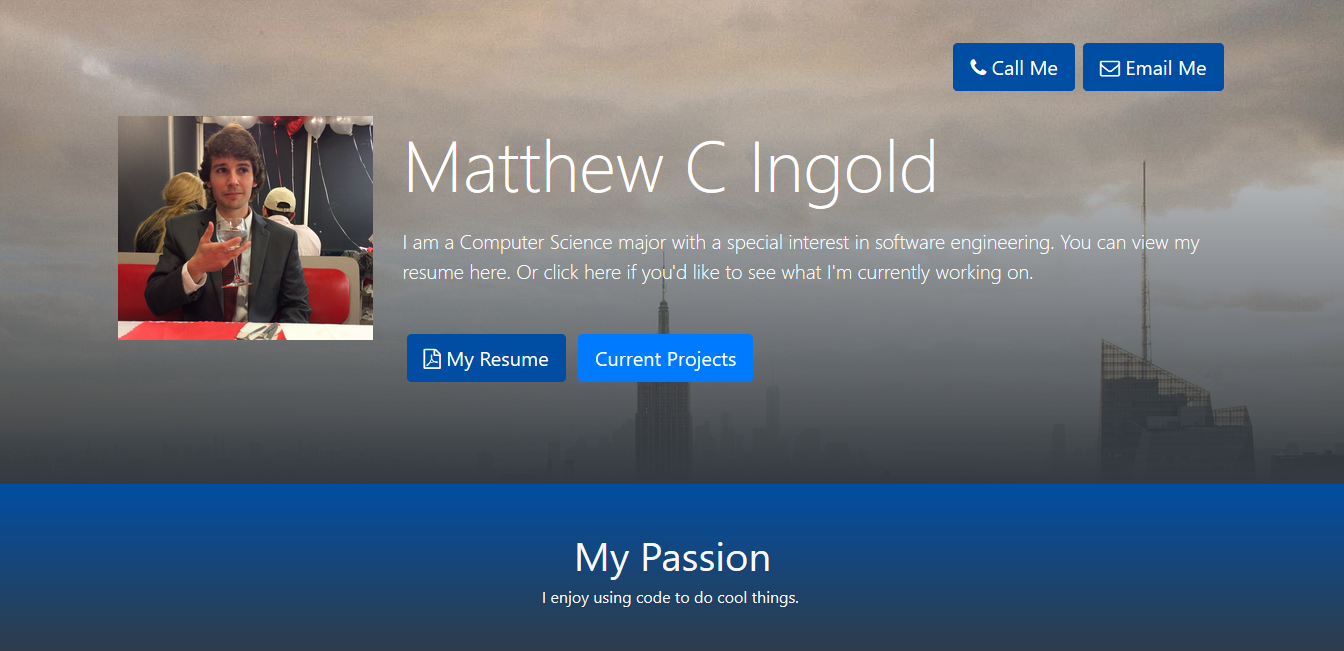 Call Me
Email Me
Matthew C Ingold
I am a Computer Science major with a special interest in software engineering. You can view my
resume here. Or click here if you'd like to see what I'm currently working on.
My Resume
Current Projects
My Passion
I enjoy using code to do cool things.